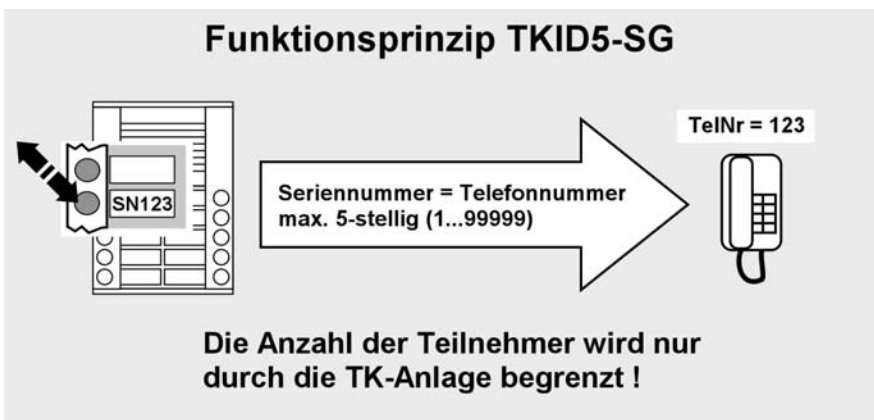 Funktionsprinzip TKID5-SG
TelNr = 123
SN123
Seriennummer = Telefonnummer
max. 5-stellig (1...99999)
Die Anzahl der Teilnehmer wird nur
durch die TK-Anlage begrenzt !